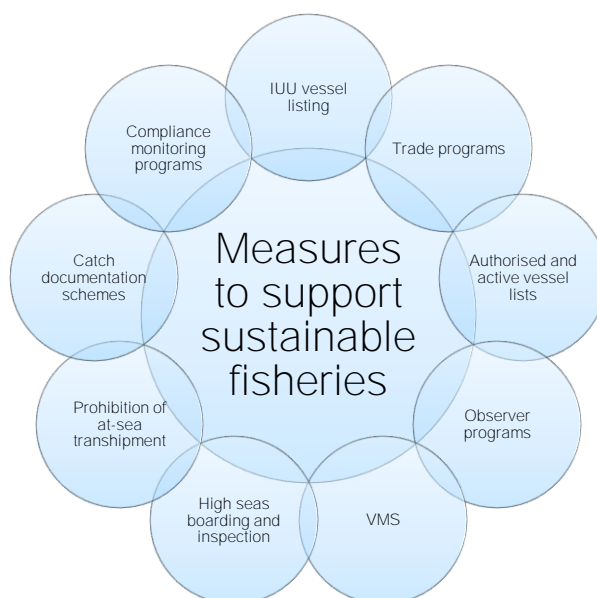 IUU vessel
listing
Trade programs
Authorised and
active vessel
lists
Observer
programs
VMS
High seas
boarding and
inspection
Prohibition of
at-sea
transhipment
Catch
documentation
schemes
Compliance
monitoring
programs
Measures
to support
sustainable
fisheries